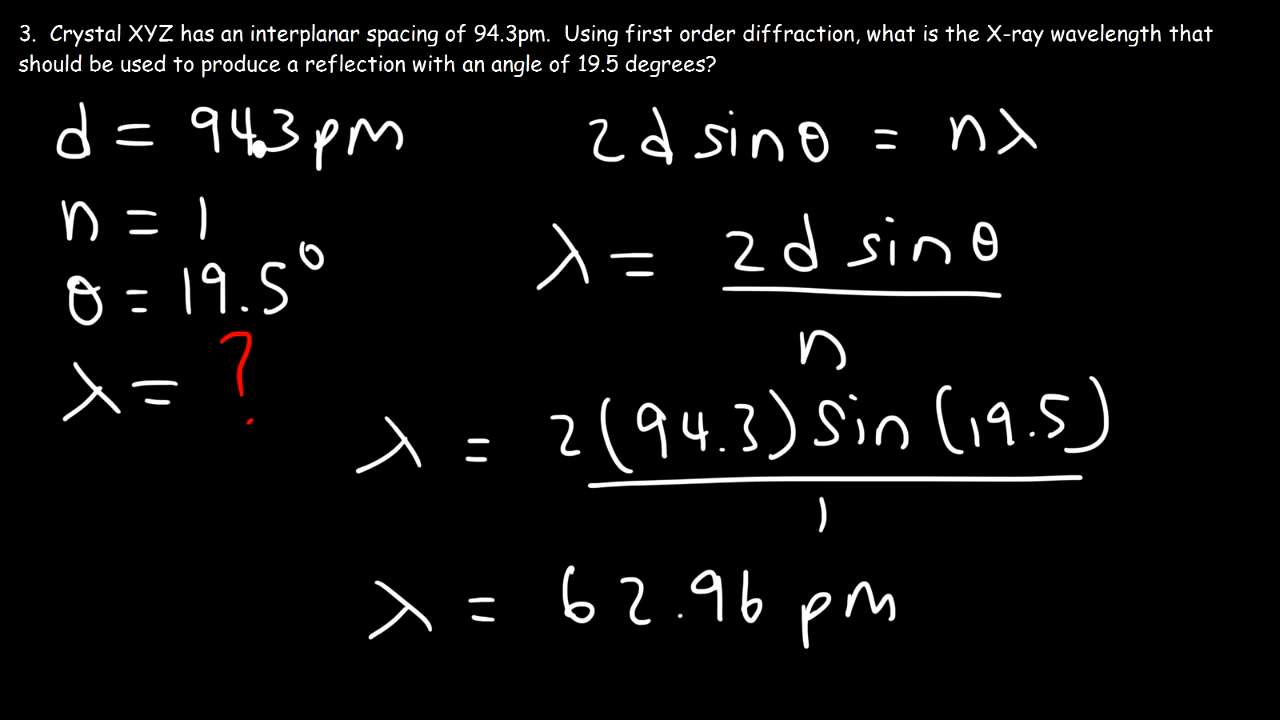 3. Crystal XYZ has an interplanar spacing of 94.3pm. Using first order diffraction, what is the X-ray wavelength that
should be used to produce a reflection with an angle of 19.5 degrees?
d = 94.3 pm
n = 1
θ = 19.5°
λ = ?
2d sin θ = nλ
λ = 2d sin θ
n
λ = 2(94.3) sin (19.5)
1
λ = 62.96 pm